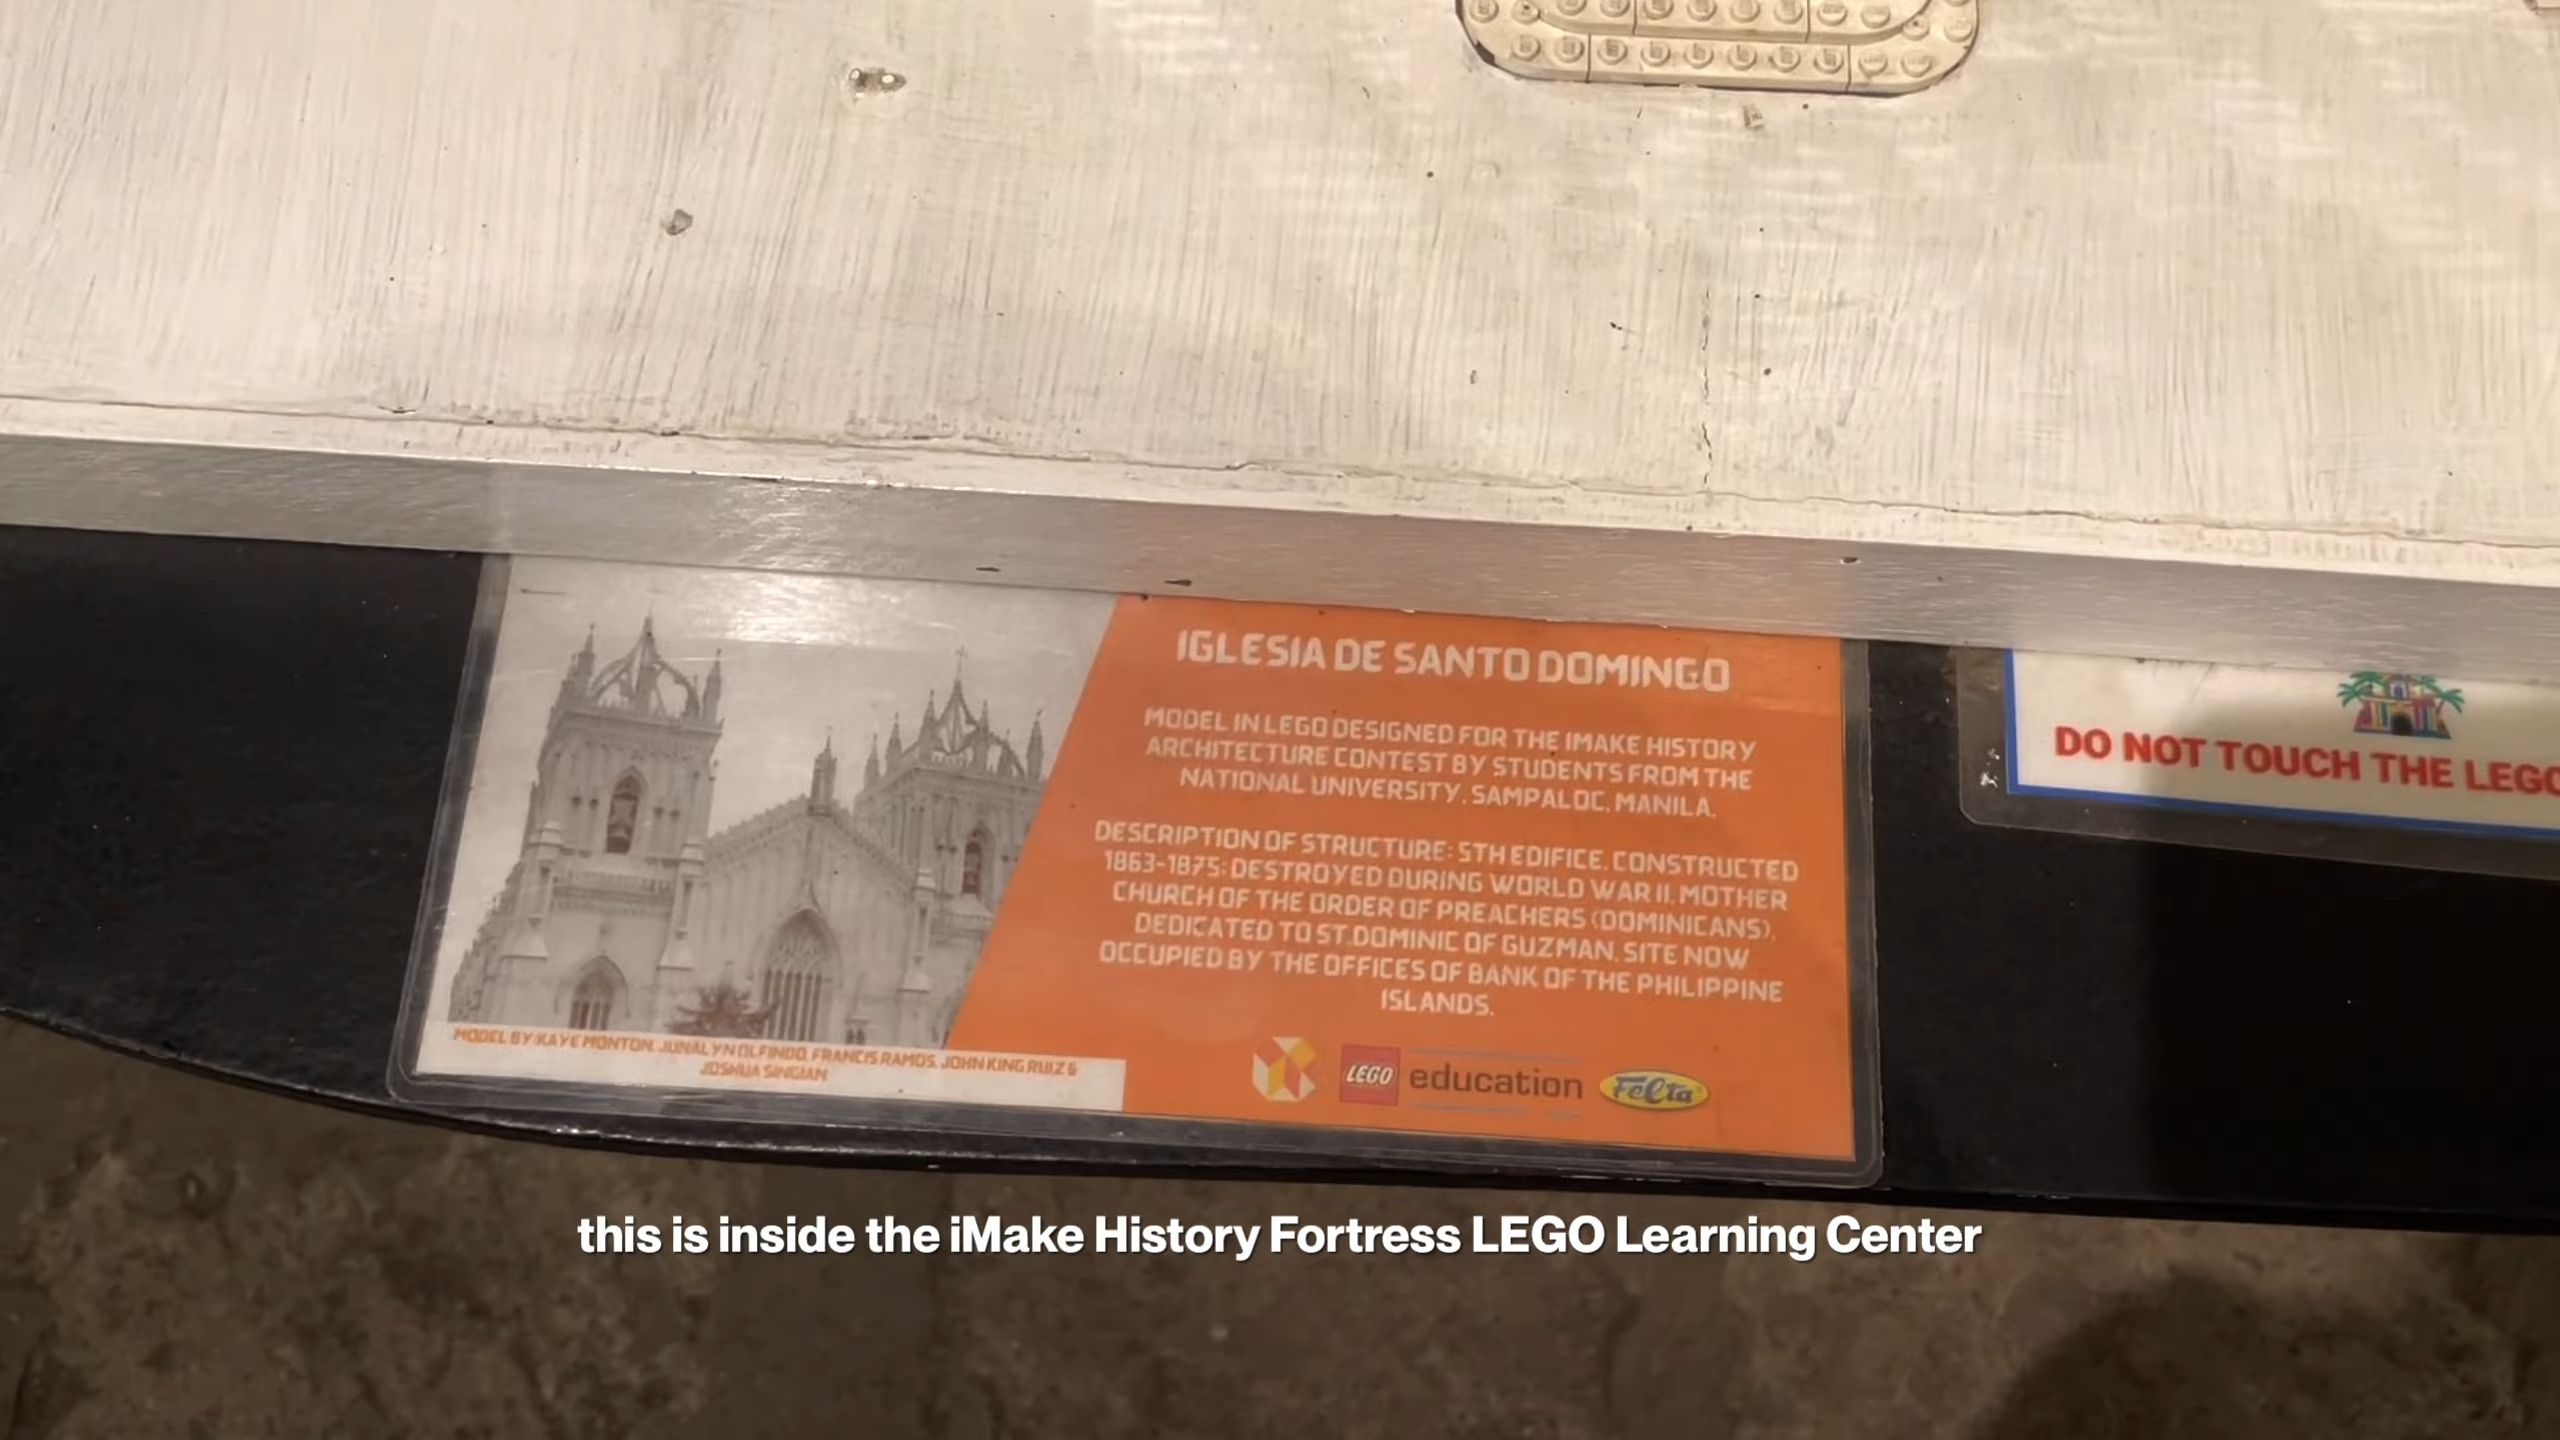 IGLESIA DE SANTO DOMINGO
MODEL IN LEGO DESIGNED FOR THE IMAKE HISTORY
ARCHITECTURE CONTEST BY STUDENTS FROM THE
NATIONAL UNIVERSITY, SAMPALOC, MANILA.
DESCRIPTION OF STRUCTURE: 5TH EDIFICE, CONSTRUCTED
1863-1875; DESTROYED DURING WORLD WAR II. MOTHER
CHURCH OF THE ORDER OF PREACHERS (DOMINICANS),
DEDICATED TO ST.DOMINIC OF GUZMAN. SITE NOW
OCCUPIED BY THE OFFICES OF BANK OF THE PHILIPPINE
ISLANDS.
MODEL BY: KAYE MONTON, JUNALYN OLFINDO, FRANCIS RAMOS, JOHN KING RUIZ &
JOSHUA SINGIAN
LEGO education Felta
DO NOT TOUCH THE LEGO
this is inside the iMake History Fortress LEGO Learning Center